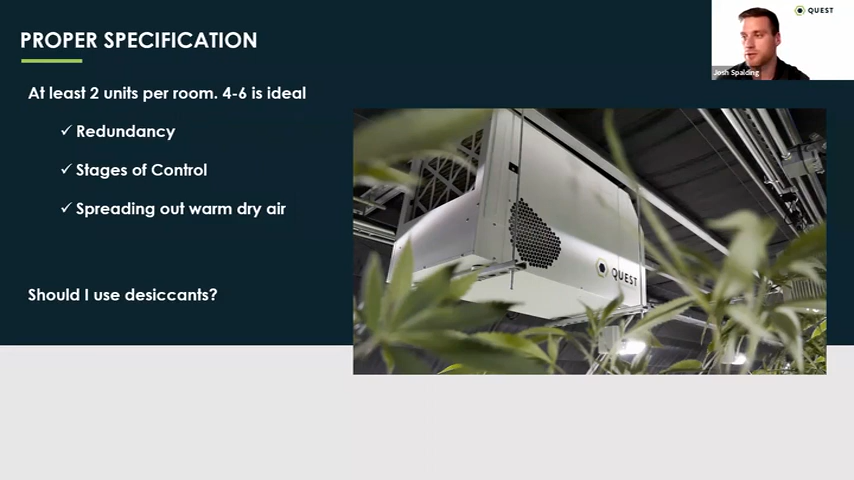 PROPER SPECIFICATION
QUEST
Josh Spalding
At least 2 units per room. 4-6 is ideal
✓ Redundancy
✓ Stages of Control
✓ Spreading out warm dry air
QUEST
Should I use desiccants?